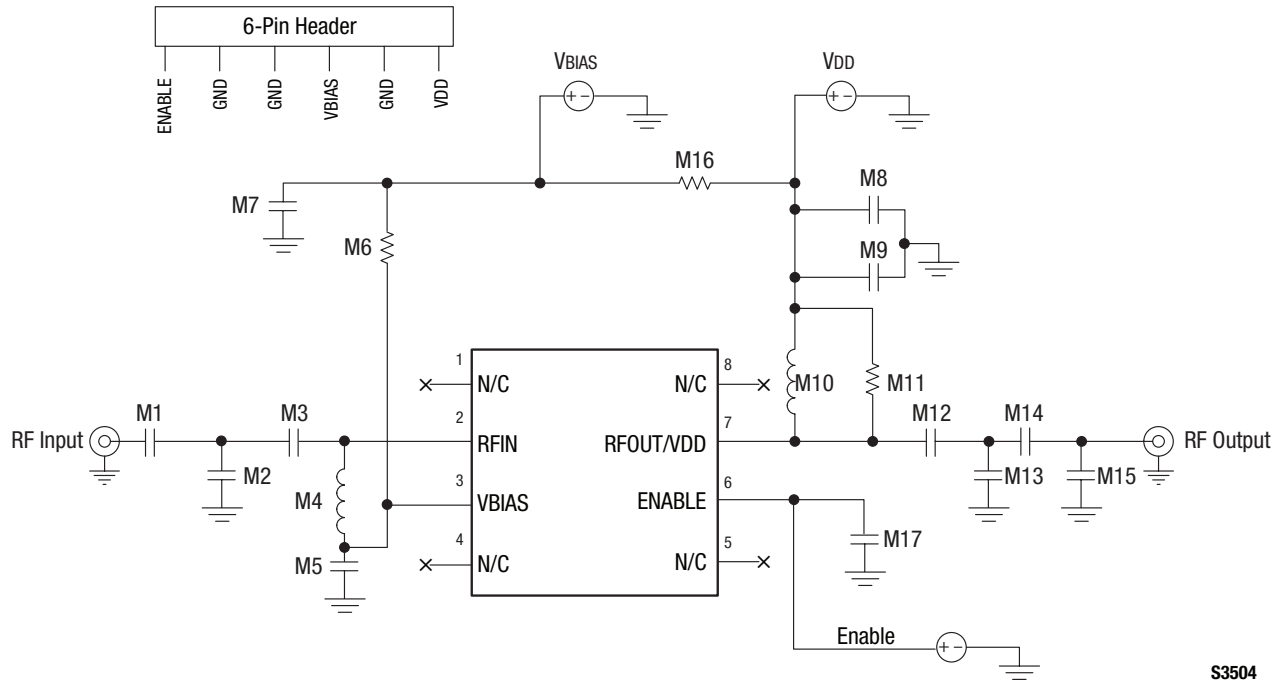 6-Pin Header
ENABLE
GND
GND
VBIAS
GND
VDD
VBIAS
VDD
M16
M8
M7
M6
M9
1
8
N/C
N/C
M10
M11
RF Input
M1
M3
2
RFIN
RFOUT/VDD
7
M12
M14
RF Output
M2
M4
3
VBIAS
ENABLE
6
M13
M15
M5
4
N/C
N/C
5
M17
Enable
S3504